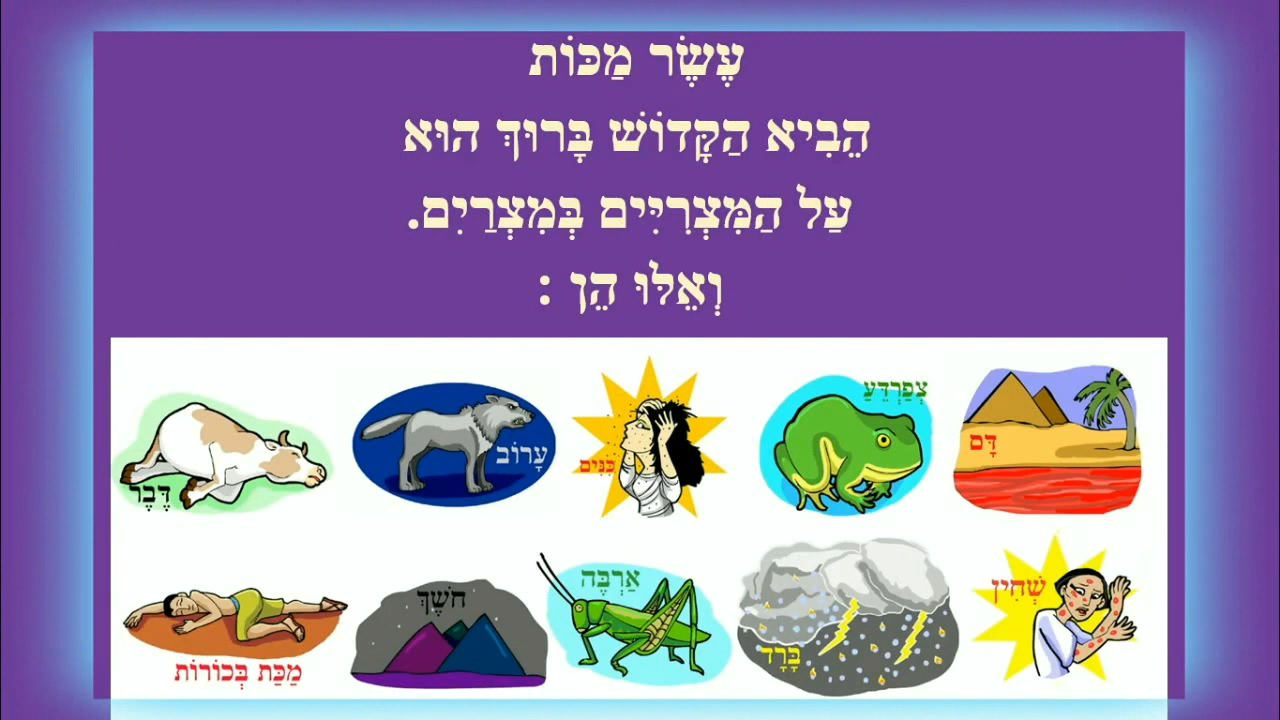 עֶשֶׂר מַכּוֹת
הֵבִיא הַקָּדוֹשׁ בָּרוּךְ הוּא
עַל הַמִּצְרִיִּים בְּמִצְרַיִם.
וְאֵלּוּ הֵן :
דָּם
צְפַרְדֵּעַ
כִּנִּים
עָרוֹב
דֶּבֶר
שְׁחִין
בָּרָד
אַרְבֶּה
חֹשֶׁךְ
מַכַּת בְּכוֹרוֹת